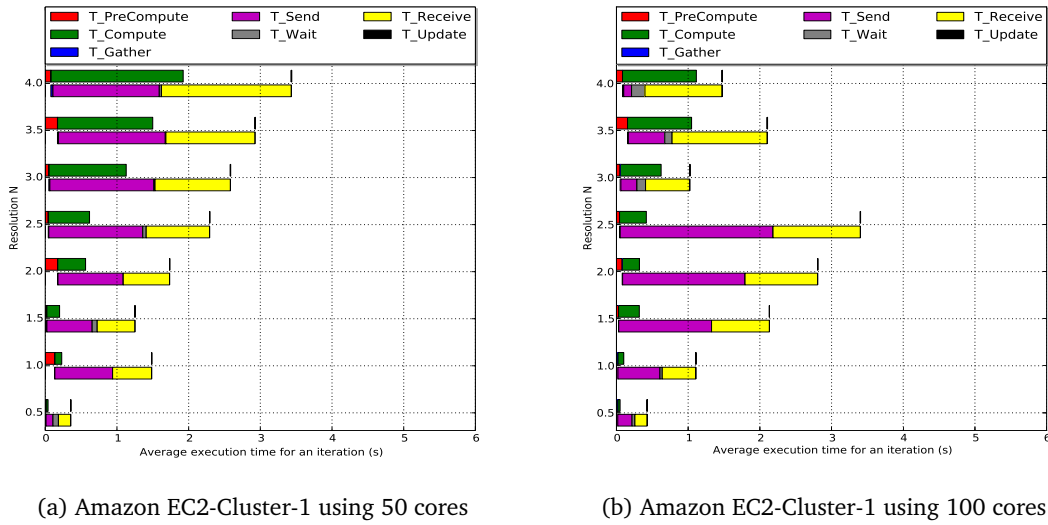 T_PreCompute T_Send T_Receive
T_Compute T_Wait T_Update
T_Gather
4.0
3.5
3.0
2.5
2.0
1.5
1.0
0.5
Resolution N
0 1 2 3 4 5 6
Average execution time for an iteration (s)
(a) Amazon EC2-Cluster-1 using 50 cores
T_PreCompute T_Send T_Receive
T_Compute T_Wait T_Update
T_Gather
4.0
3.5
3.0
2.5
2.0
1.5
1.0
0.5
Resolution N
0 1 2 3 4 5 6
Average execution time for an iteration (s)
(b) Amazon EC2-Cluster-1 using 100 cores